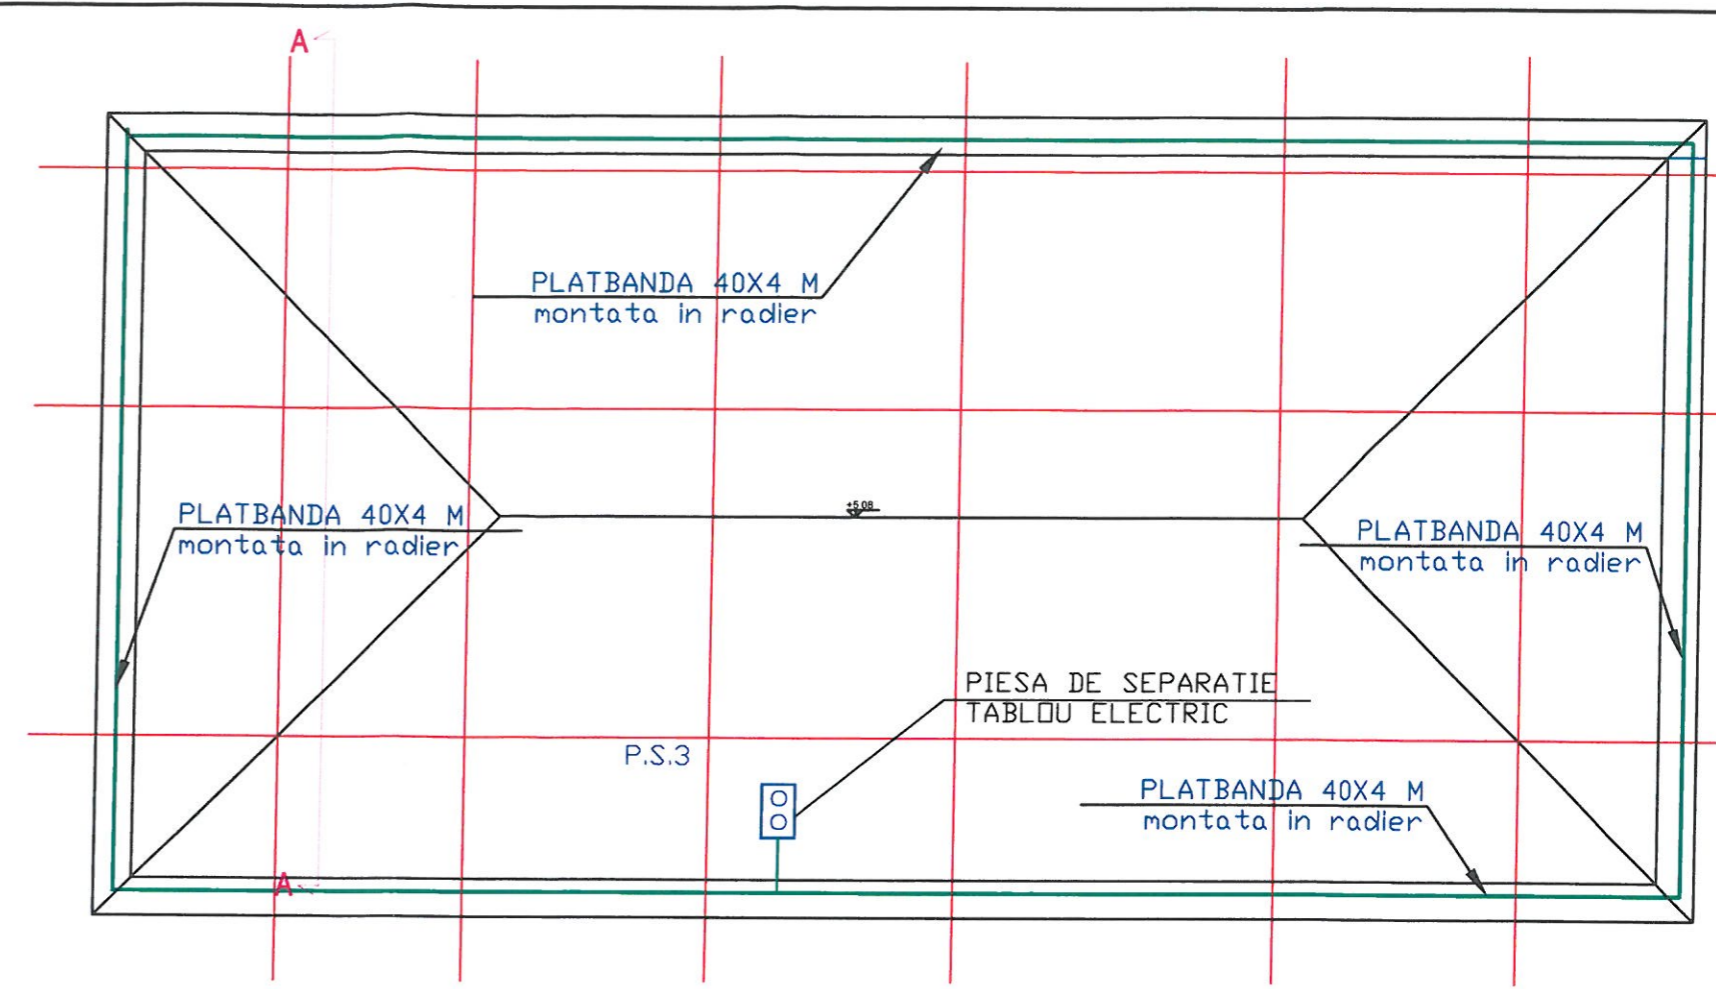 A
PLATBANDA 40X4 M
montata in radier
+5.08
PLATBANDA 40X4 M
montata in radier
PLATBANDA 40X4 M
montata in radier
PIESA DE SEPARATIE
TABLOU ELECTRIC
P.S.3
PLATBANDA 40X4 M
montata in radier
A